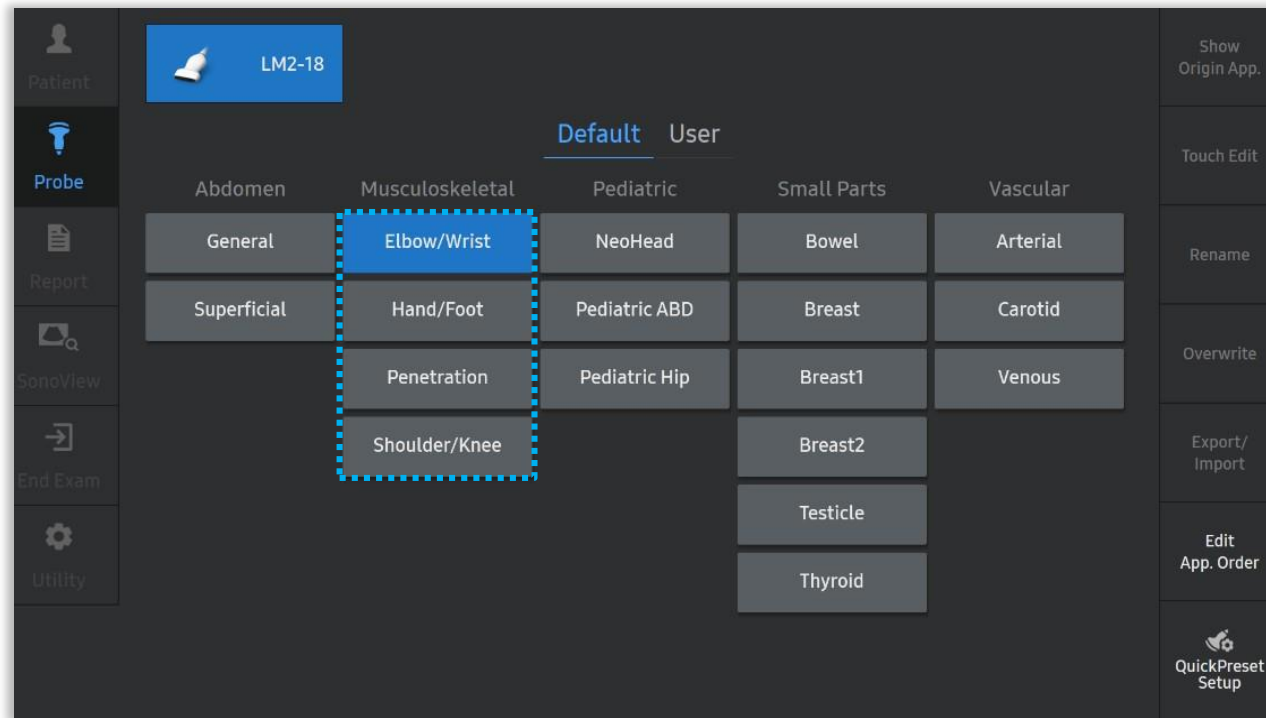 Patient
Probe
Report
SonoView
End Exam
Utility
LM2-18
Default User
Abdomen Musculoskeletal Pediatric Small Parts Vascular
General Elbow/Wrist NeoHead Bowel Arterial
Superficial Hand/Foot Pediatric ABD Breast Carotid
Penetration Pediatric Hip Breast1 Venous
Shoulder/Knee Breast2
Testicle
Thyroid
Show
Origin App.
Touch Edit
Rename
Overwrite
Export/
Import
Edit
App. Order
QuickPreset
Setup